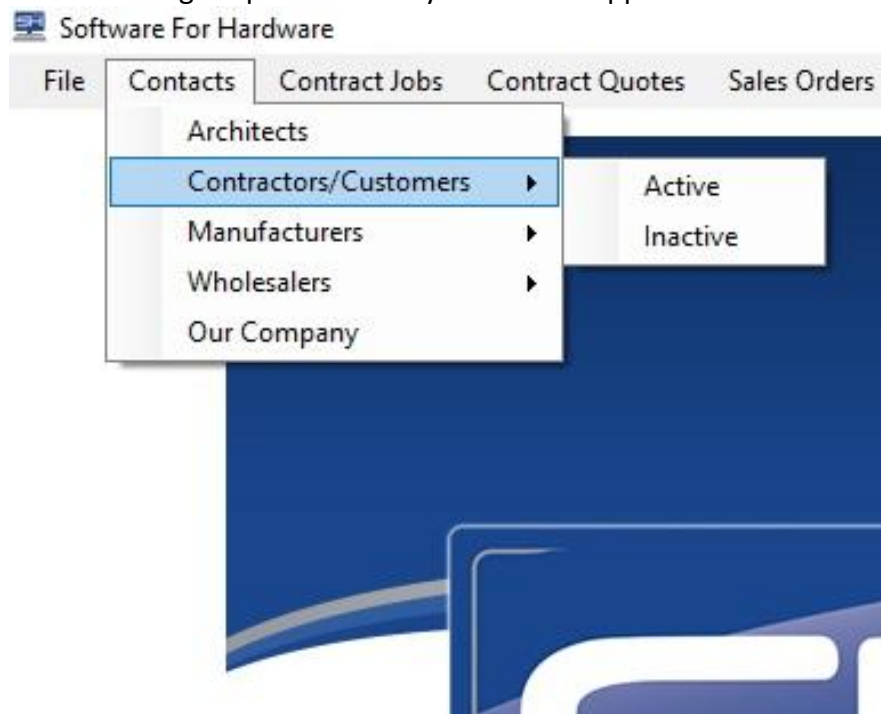 Software For Hardware
File Contacts Contract Jobs Contract Quotes Sales Orders
Architects
Contractors/Customers
Active
Manufacturers
Inactive
Wholesalers
Our Company